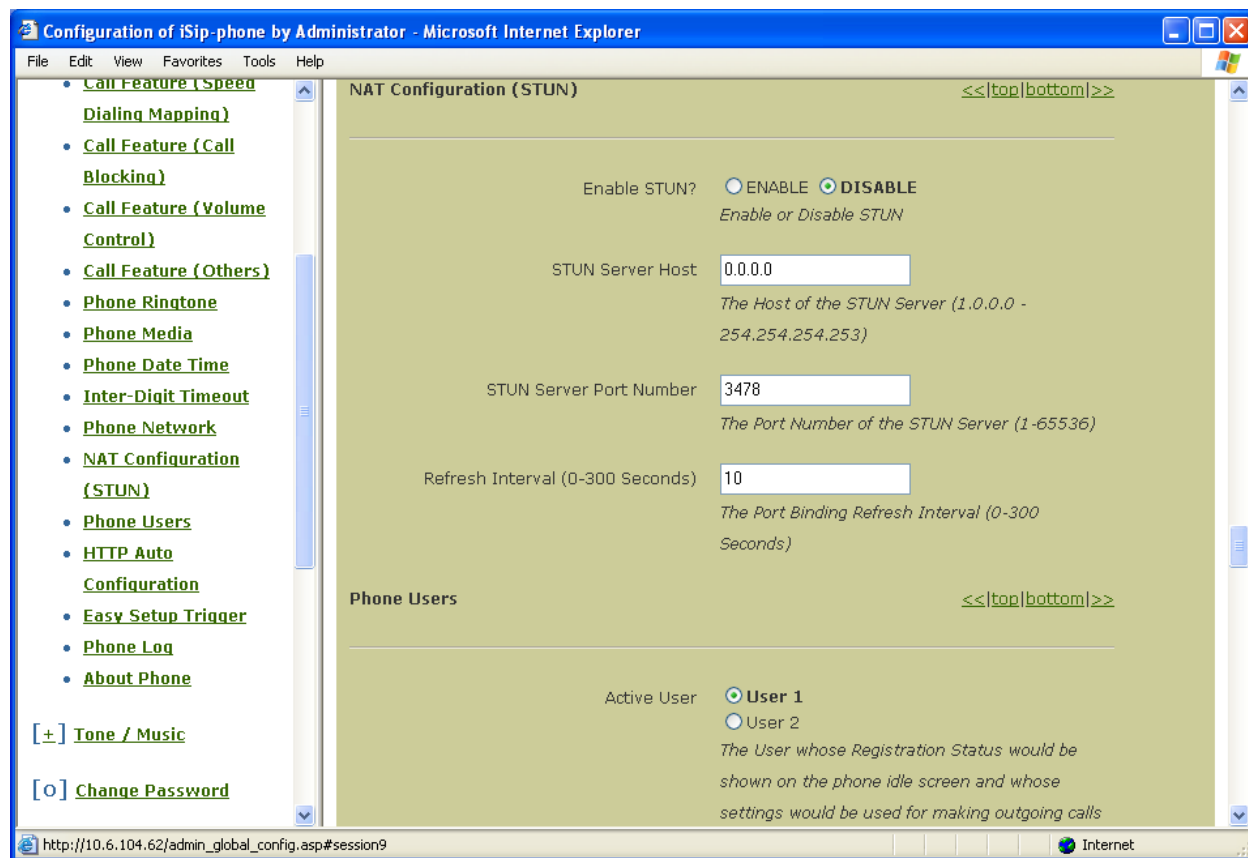 Configuration of iSip-phone by Administrator - Microsoft Internet Explorer
File Edit View Favorites Tools Help
Call Feature (Speed
Dialing Mapping)
Call Feature (Call
Blocking)
Call Feature (Volume
Control)
Call Feature (Others)
Phone Ringtone
Phone Media
Phone Date Time
Inter-Digit Timeout
Phone Network
NAT Configuration
(STUN)
Phone Users
HTTP Auto
Configuration
Easy Setup Trigger
Phone Log
About Phone
[+] Tone / Music
[o] Change Password
NAT Configuration (STUN) <<|top|bottom|>>
Enable STUN? ENABLE DISABLE
Enable or Disable STUN
STUN Server Host 0.0.0.0
The Host of the STUN Server (1.0.0.0 -
254.254.254.253)
STUN Server Port Number 3478
The Port Number of the STUN Server (1-65536)
Refresh Interval (0-300 Seconds) 10
The Port Binding Refresh Interval (0-300
Seconds)
Phone Users <<|top|bottom|>>
Active User User 1
User 2
The User whose Registration Status would be
shown on the phone idle screen and whose
settings would be used for making outgoing calls
http://10.6.104.62/admin_global_config.asp#session9 Internet